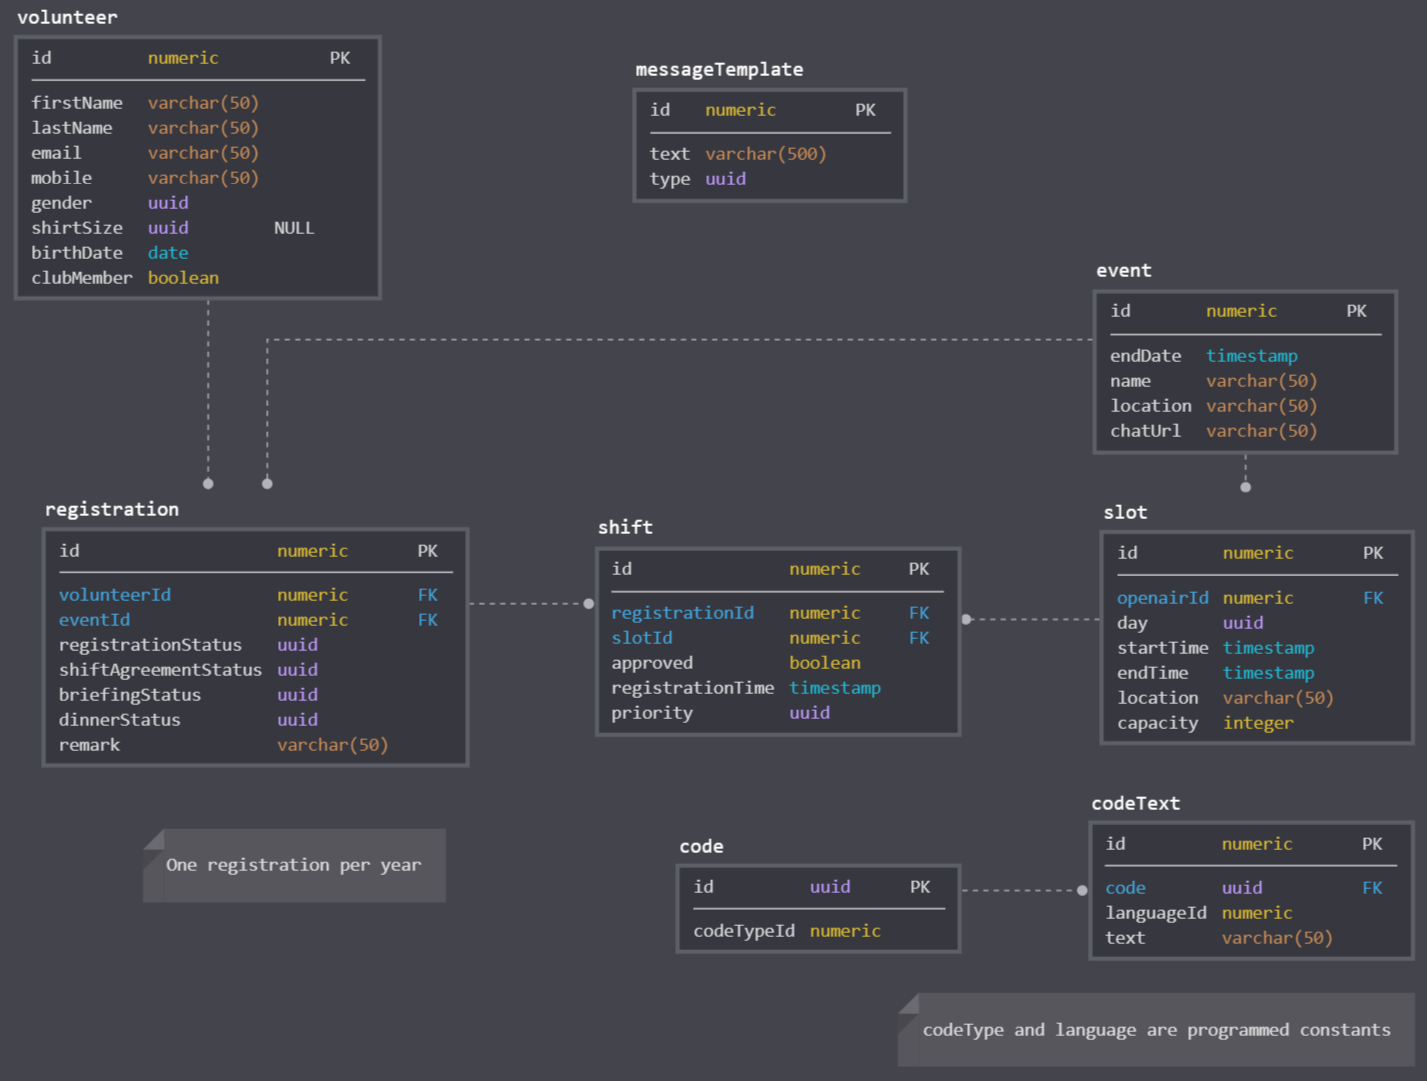 volunteer
id numeric PK
firstName varchar(50)
lastName varchar(50)
email varchar(50)
mobile varchar(50)
gender uuid
shirtSize uuid NULL
birthDate date
clubMember boolean
messageTemplate
id numeric PK
text varchar(500)
type uuid
event
id numeric PK
endDate timestamp
name varchar(50)
location varchar(50)
chatUrl varchar(50)
registration
id numeric PK
volunteerId numeric FK
eventId numeric FK
registrationStatus uuid
shiftAgreementStatus uuid
briefingStatus uuid
dinnerStatus uuid
remark varchar(50)
shift
id numeric PK
registrationId numeric FK
slotId numeric FK
approved boolean
registrationTime timestamp
priority uuid
slot
id numeric PK
openairId numeric FK
day uuid
startTime timestamp
endTime timestamp
location varchar(50)
capacity integer
One registration per year
code
id uuid PK
codeTypeId numeric
codeText
id numeric PK
code uuid FK
languageId numeric
text varchar(50)
codeType and language are programmed constants